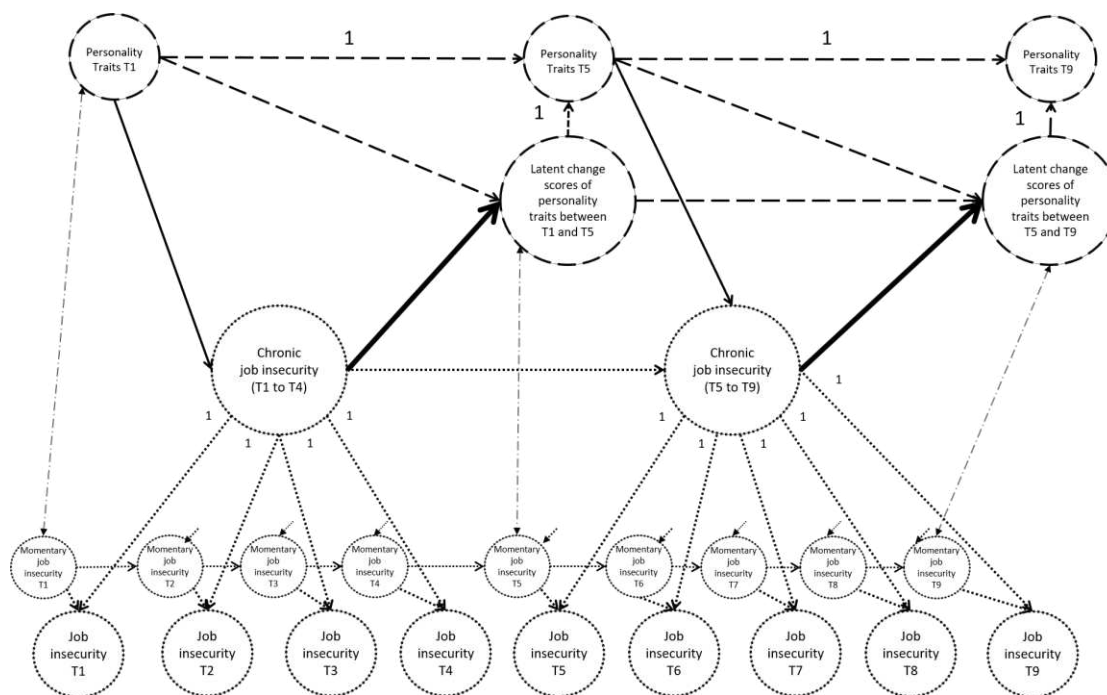 1
1
Personality
Traits T1
Personality
Traits T5
Personality
Traits T9
1
1
Latent change
scores of
personality
traits between
T1 and T5
Latent change
scores of
personality
traits between
T5 and T9
Chronic
job insecurity
(T1 to T4)
Chronic
job insecurity
(T5 to T9)
1
1
1
1
1
1
1
1
1
Momentary
job
insecurity
T1
Momentary
job
insecurity
T2
Momentary
job
insecurity
T3
Momentary
job
insecurity
T4
Momentary
job
insecurity
T5
Momentary
job
insecurity
T6
Momentary
job
insecurity
T7
Momentary
job
insecurity
T8
Momentary
job
insecurity
T9
Job
insecurity
T1
Job
insecurity
T2
Job
insecurity
T3
Job
insecurity
T4
Job
insecurity
T5
Job
insecurity
T6
Job
insecurity
T7
Job
insecurity
T8
Job
insecurity
T9